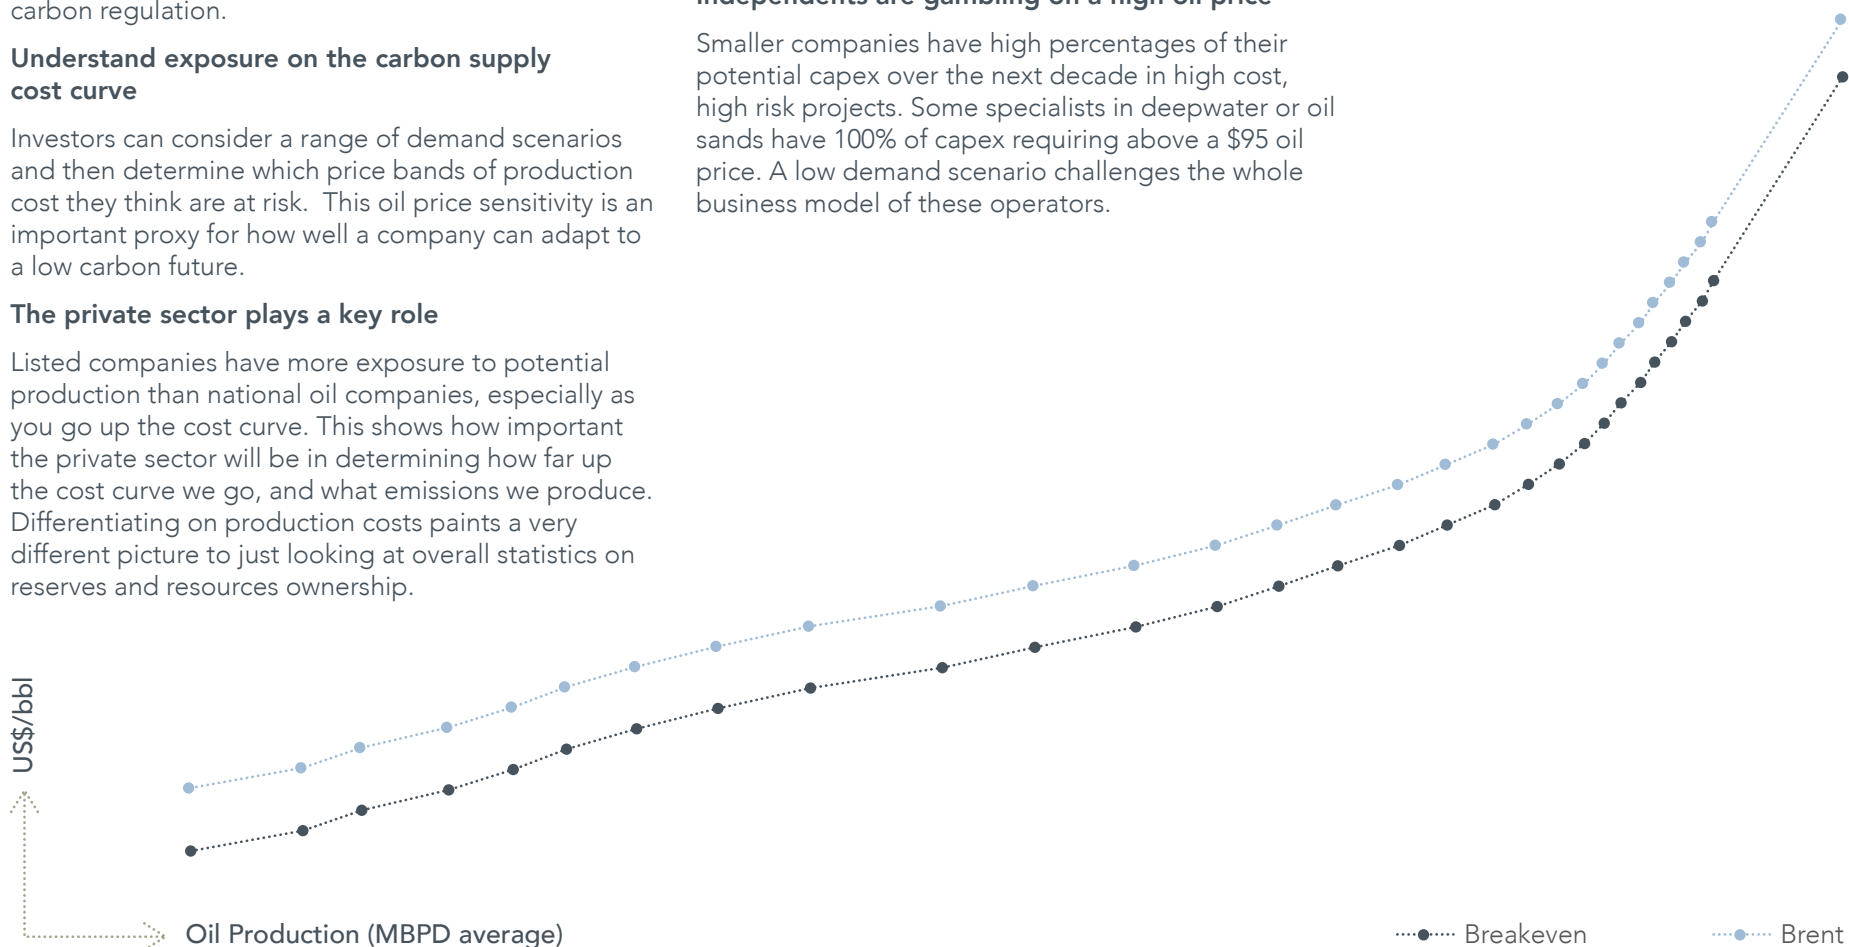 carbon regulation.
Understand exposure on the carbon supply
cost curve
Investors can consider a range of demand scenarios
and then determine which price bands of production
cost they think are at risk.  This oil price sensitivity is an
important proxy for how well a company can adapt to
a low carbon future.
The private sector plays a key role
Listed companies have more exposure to potential
production than national oil companies, especially as
you go up the cost curve. This shows how important
the private sector will be in determining how far up
the cost curve we go, and what emissions we produce.
Differentiating on production costs paints a very
different picture to just looking at overall statistics on
reserves and resources ownership.
Independents are gambling on a high oil price
Smaller companies have high percentages of their
potential capex over the next decade in high cost,
high risk projects. Some specialists in deepwater or oil
sands have 100% of capex requiring above a $95 oil
price. A low demand scenario challenges the whole
business model of these operators.
US$/bbl
Oil Production (MBPD average)
Breakeven
Brent